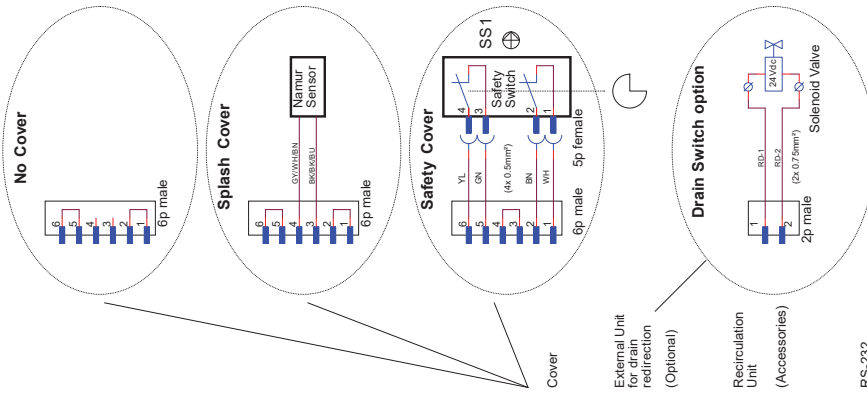 No Cover
6
5
4
3
2
1
6p male
Splash Cover
6
5
4
3
2
1
6p male
GY/WH/BN
BK/BK/BU
Namur
Sensor
Safety Cover
6
5
4
3
2
1
6p male
YL
GN
(4x 0.5mm²)
BN
WH
4
3
2
1
5p female
Safety
Switch
SS1
Drain Switch option
1
2
2p male
RD-1
RD-2
(2x 0.75mm²)
24Vdc
Solenoid Valve
Cover
External Unit
for drain
redirection
(Optional)
Recirculation
Unit
(Accessories)
RS-232